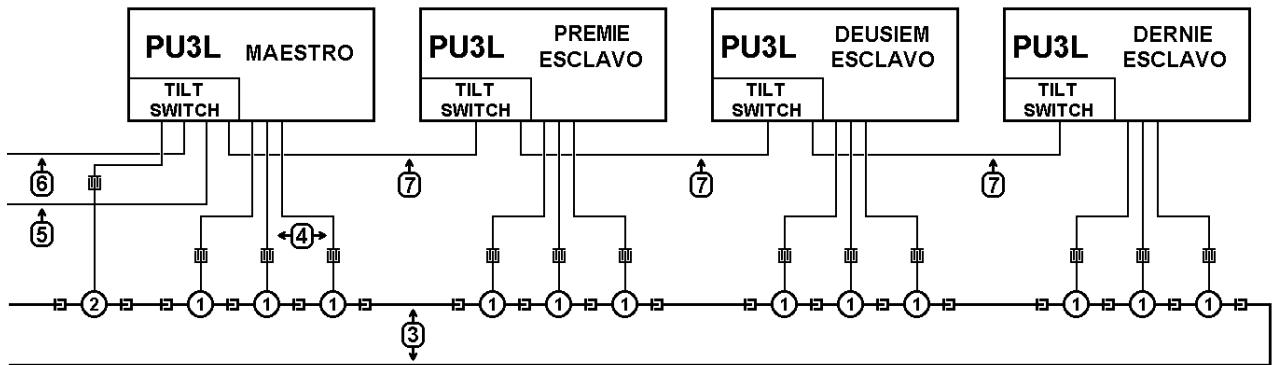 PU3L MAESTRO
TILT
SWITCH
PU3L PREMIE
ESCLAVO
TILT
SWITCH
PU3L DEUSIEM
ESCLAVO
TILT
SWITCH
PU3L DERNIE
ESCLAVO
TILT
SWITCH
6
7
7
7
5
4
2
1
1
1
1
1
1
1
1
1
1
1
1
3